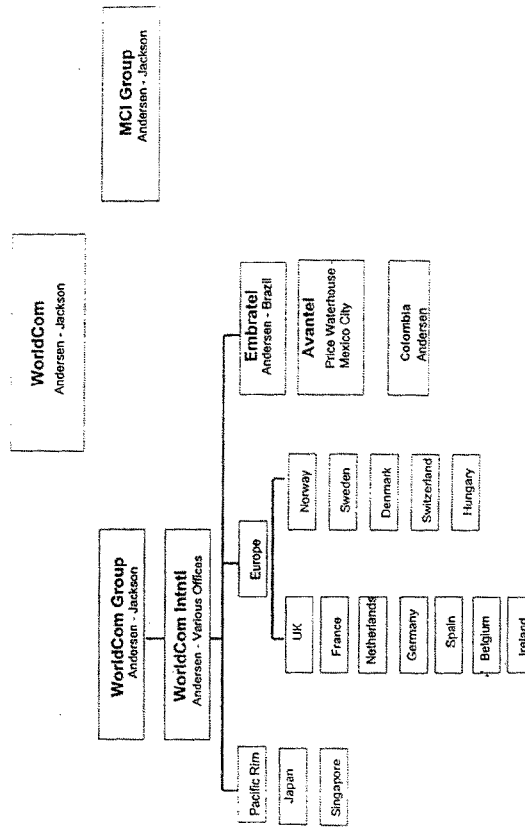 WorldCom
Andersen - Jackson
WorldCom Group
Andersen - Jackson
MCI Group
Andersen - Jackson
WorldCom Intntl
Andersen - Various Offices
Pacific Rim
Japan
Singapore
Europe
UK
France
Netherlands
Germany
Spain
Belgium
Ireland
Norway
Sweden
Denmark
Switzerland
Hungary
Embratel
Andersen - Brazil
Avantel
Price Waterhouse -
Mexico City
Colombia
Andersen